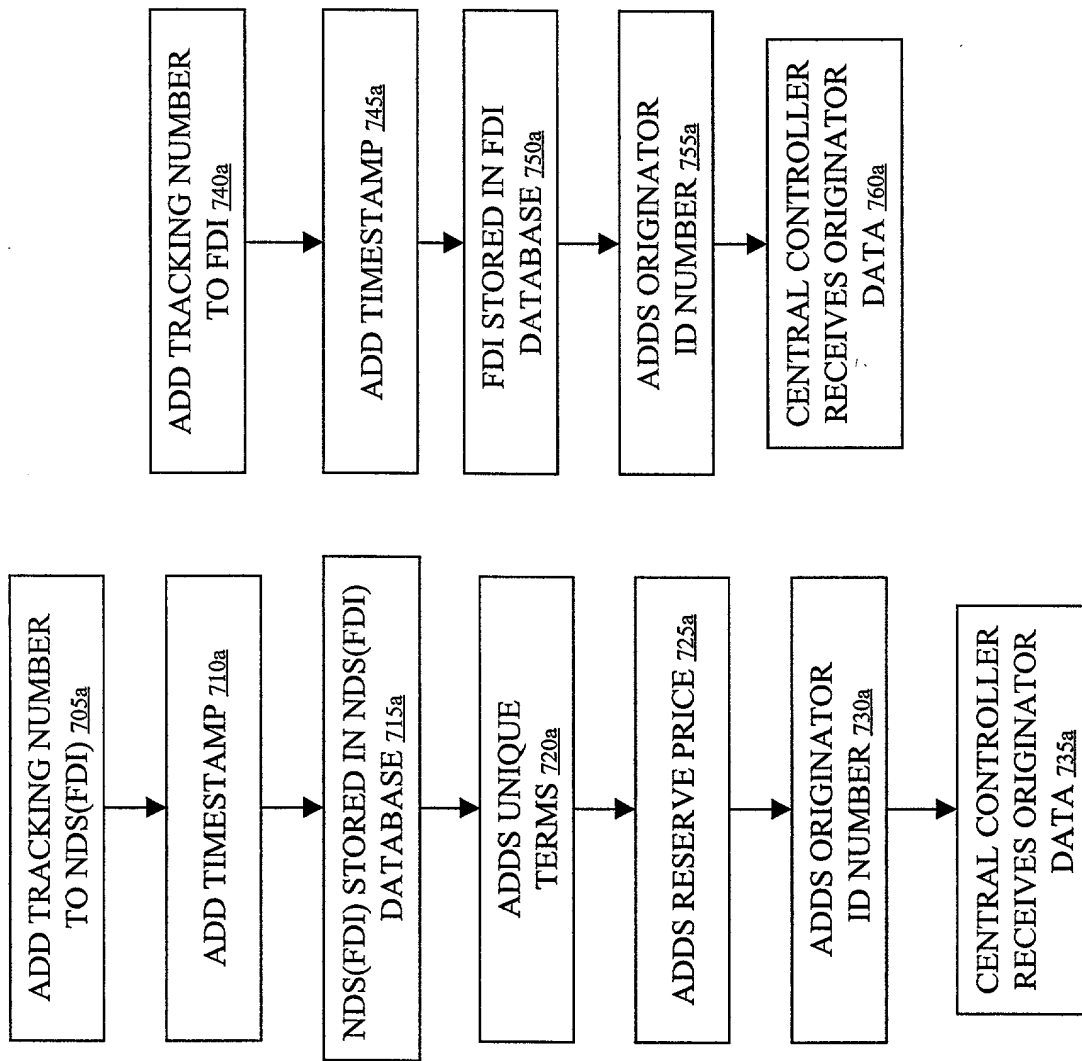 ADD TRACKING NUMBER
TO NDS(FDI) 705a
ADD TIMESTAMP 710a
NDS(FDI) STORED IN NDS(FDI)
DATABASE 715a
ADDS UNIQUE
TERMS 720a
ADDS RESERVE PRICE 725a
ADDS ORIGINATOR
ID NUMBER 730a
CENTRAL CONTROLLER
RECEIVES ORIGINATOR
DATA 735a
ADD TRACKING NUMBER
TO FDI 740a
ADD TIMESTAMP 745a
FDI STORED IN FDI
DATABASE 750a
ADDS ORIGINATOR
ID NUMBER 755a
CENTRAL CONTROLLER
RECEIVES ORIGINATOR
DATA 760a